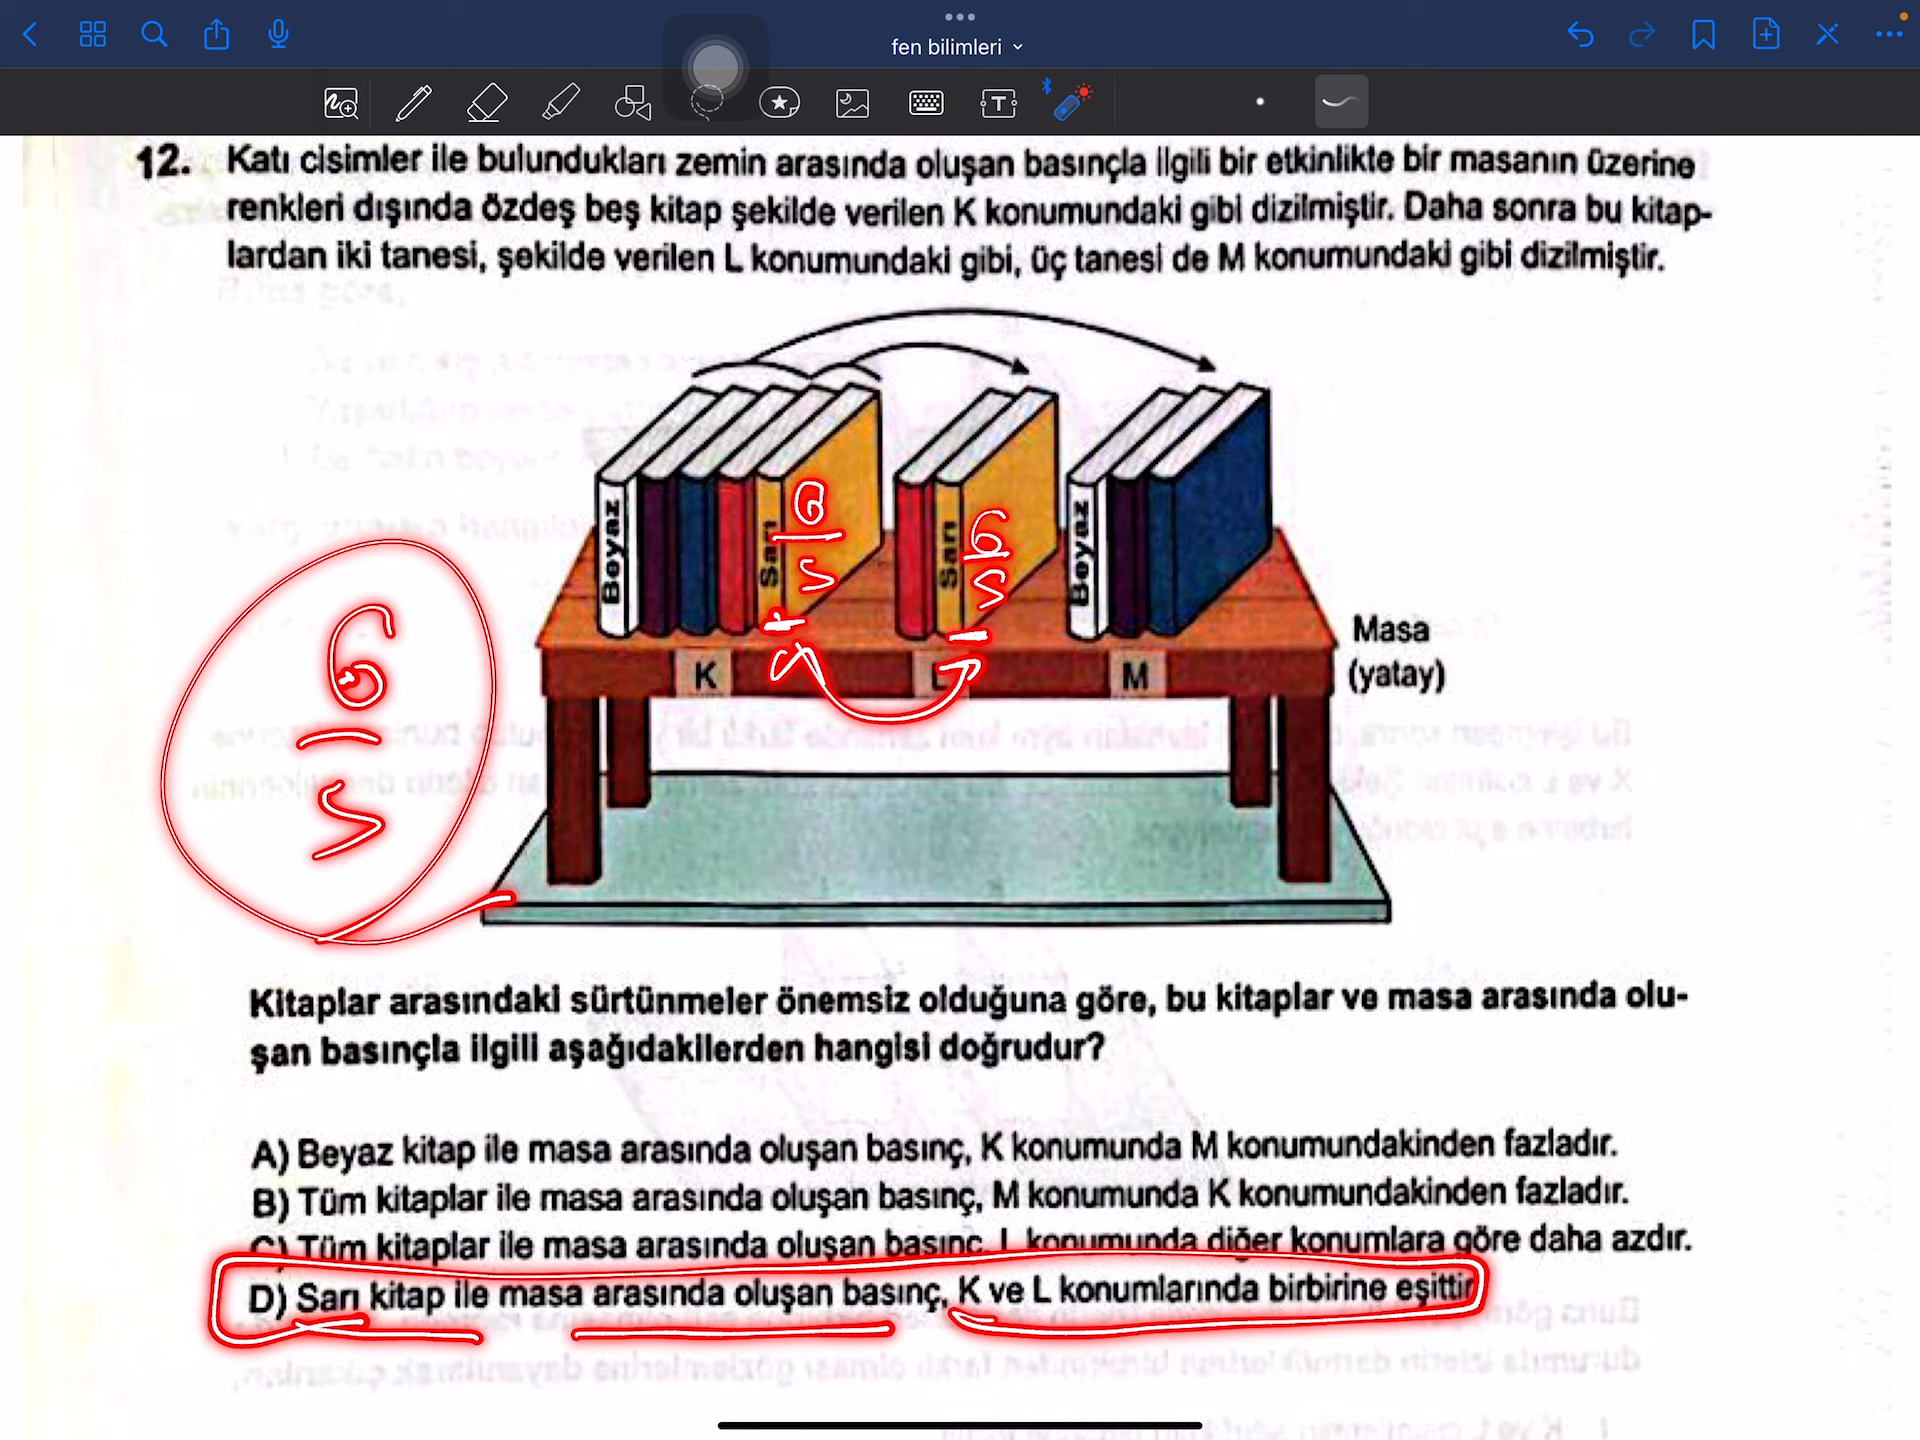 fen bilimleri
12. Katı cisimler ile bulundukları zemin arasında oluşan basınçla ilgili bir etkinlikte bir masanın üzerine
renkleri dışında özdeş beş kitap şekilde verilen K konumundaki gibi dizilmiştir. Daha sonra bu kitap-
lardan iki tanesi, şekilde verilen L konumundaki gibi, üç tanesi de M konumundaki gibi dizilmiştir.
Beyaz
Sarı
Sarı
Beyaz
K
L
M
Masa
(yatay)
Kitaplar arasındaki sürtünmeler önemsiz olduğuna göre, bu kitaplar ve masa arasında olu-
şan basınçla ilgili aşağıdakilerden hangisi doğrudur?
A) Beyaz kitap ile masa arasında oluşan basınç, K konumunda M konumundakinden fazladır.
B) Tüm kitaplar ile masa arasında oluşan basınç, M konumunda K konumundakinden fazladır.
C) Tüm kitaplar ile masa arasında oluşan basınç, L konumunda diğer konumlara göre daha azdır.
D) Sarı kitap ile masa arasında oluşan basınç, K ve L konumlarında birbirine eşittir